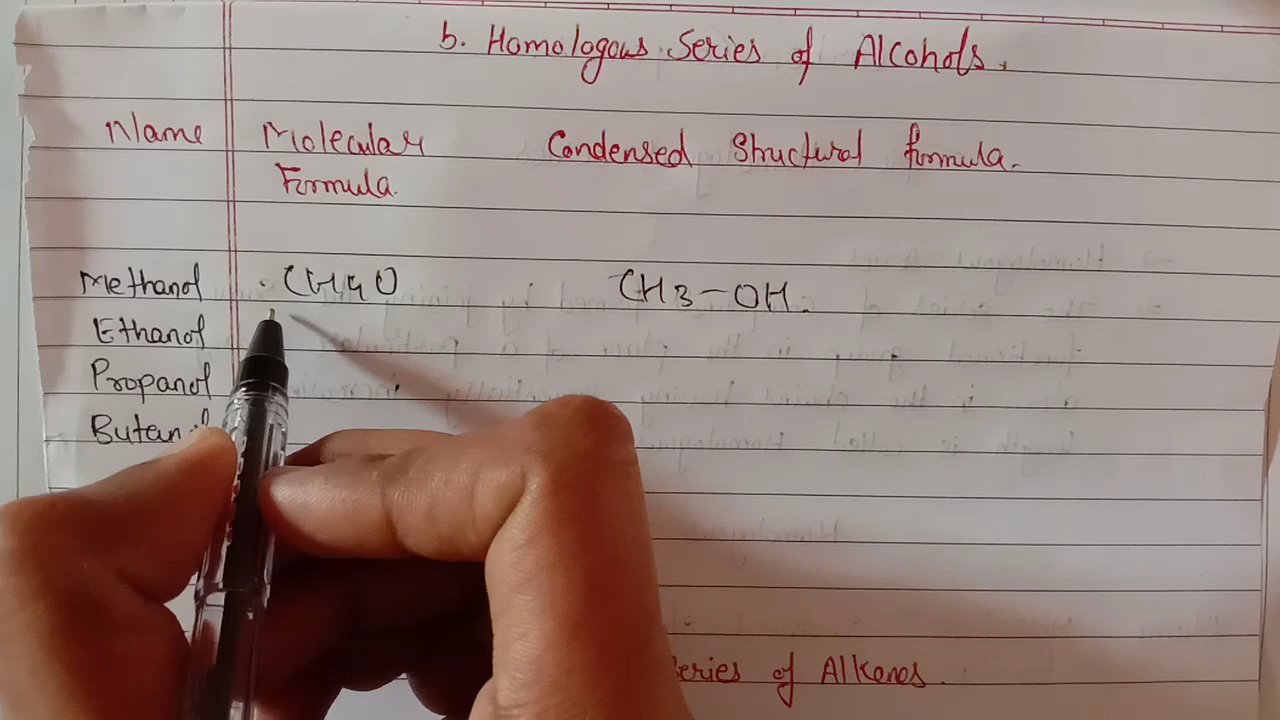 b. Homologous Series of Alcohols.
Name Molecular Condensed Structural formula.
Formula.
Methanol CH4O CH3-OH.
Ethanol
Propanol
Butan
Series of Alkenes.